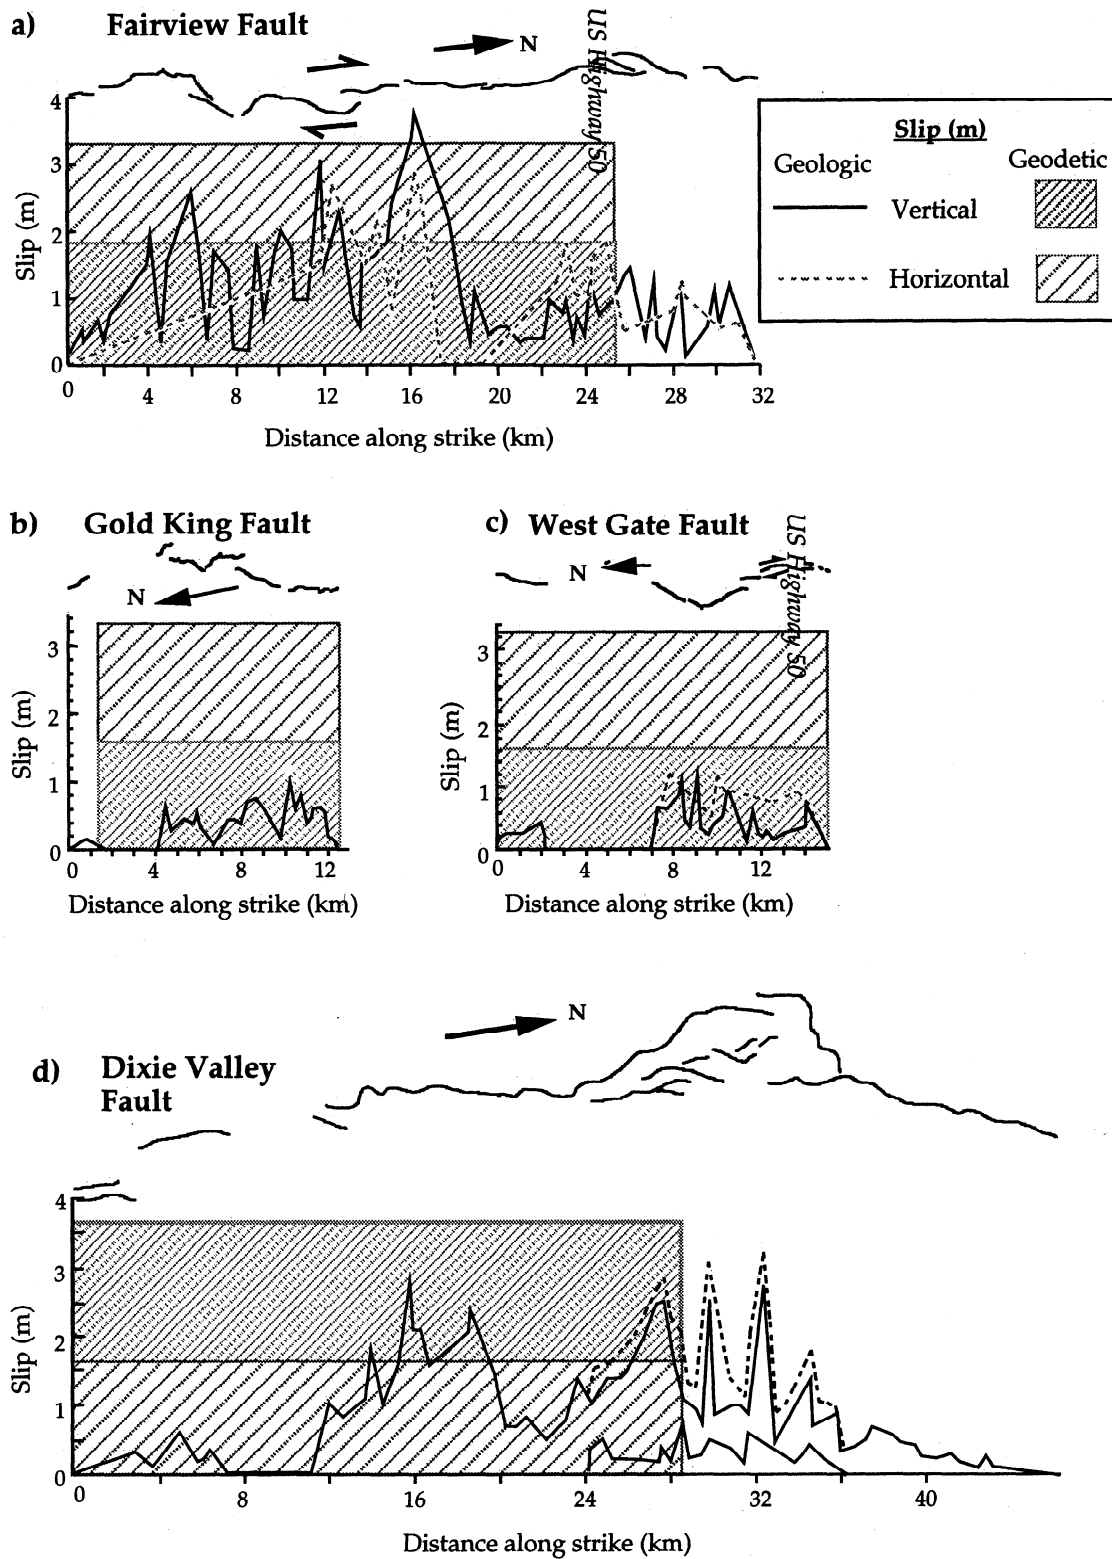 a) Fairview Fault
N
US Highway 50
Slip (m)
4
3
2
1
0
0 4 8 12 16 20 24 28 32
Distance along strike (km)
Slip (m)
Geologic Geodetic
Vertical
Horizontal
b) Gold King Fault
N
Slip (m)
3
2
1
0
0 4 8 12
Distance along strike (km)
c) West Gate Fault
N
US Highway 50
Slip (m)
3
2
1
0
0 4 8 12
Distance along strike (km)
N
d) Dixie Valley
Fault
Slip (m)
4
3
2
1
0
0 8 16 24 32 40
Distance along strike (km)